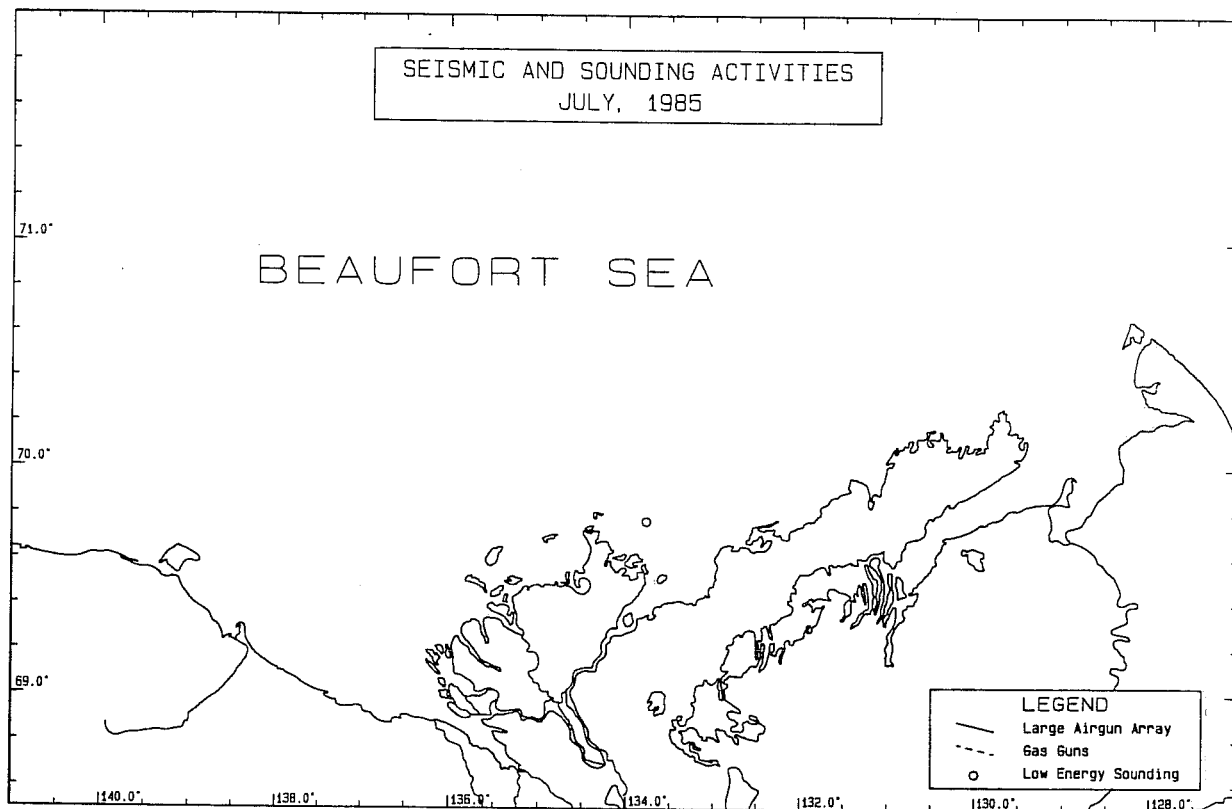 SEISMIC AND SOUNDING ACTIVITIES
JULY, 1985
71.0°
BEAUFORT SEA
70.0°
69.0°
LEGEND
Large Airgun Array
Gas Guns
Low Energy Sounding
140.0° 138.0° 136.0° 134.0° 132.0° 130.0° 128.0°